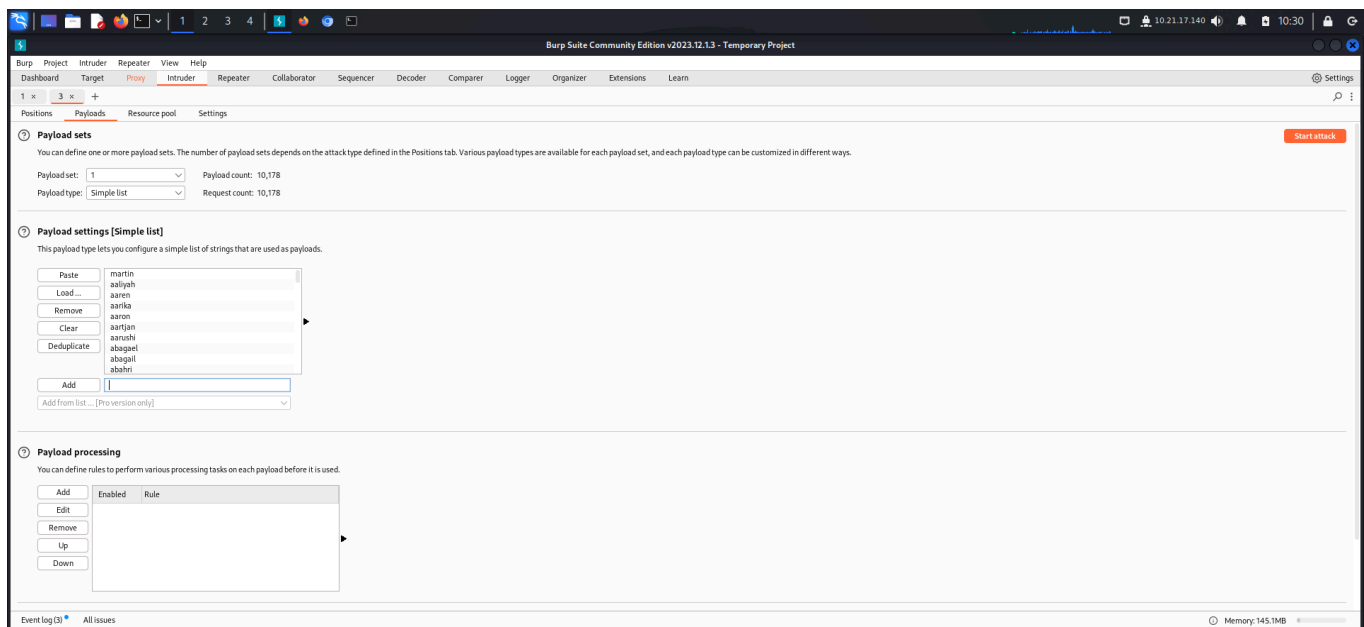 1 2 3 4 10.21.17.140 10:30
Burp Suite Community Edition v2023.12.1.3 - Temporary Project
Burp Project Intruder Repeater View Help
Dashboard Target Proxy Intruder Repeater Collaborator Sequencer Decoder Comparer Logger Organizer Extensions Learn Settings
1 × 3 × +
Positions Payloads Resource pool Settings
? Payload sets Start attack
You can define one or more payload sets. The number of payload sets depends on the attack type defined in the Positions tab. Various payload types are available for each payload set, and each payload type can be customized in different ways.
Payload set: 1 Payload count: 10,178
Payload type: Simple list Request count: 10,178
? Payload settings [Simple list]
This payload type lets you configure a simple list of strings that are used as payloads.
Paste
Load ...
Remove
Clear
Deduplicate
martin
aaliyah
aaren
aarika
aaron
aartjan
aarushi
abagael
abagail
abahri
Add
Add from list ... [Pro version only]
? Payload processing
You can define rules to perform various processing tasks on each payload before it is used.
Add
Edit
Remove
Up
Down
Enabled Rule
Event log (3) All issues Memory: 145.1MB